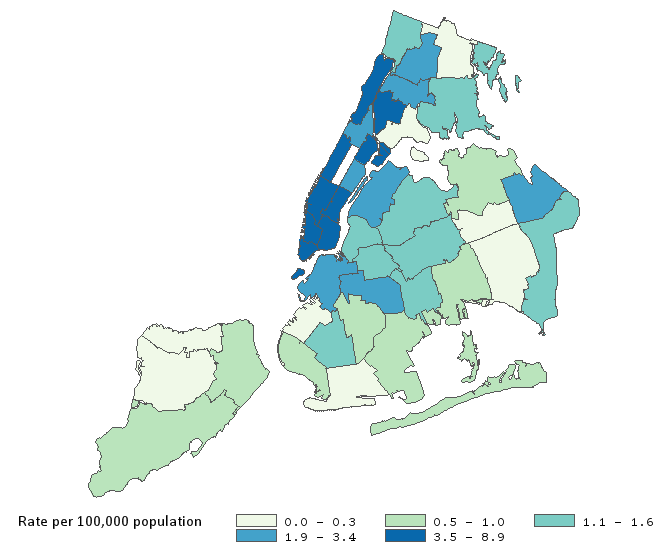 Rate per 100,000 population
0.0 - 0.3
0.5 - 1.0
1.1 - 1.6
1.9 - 3.4
3.5 - 8.9